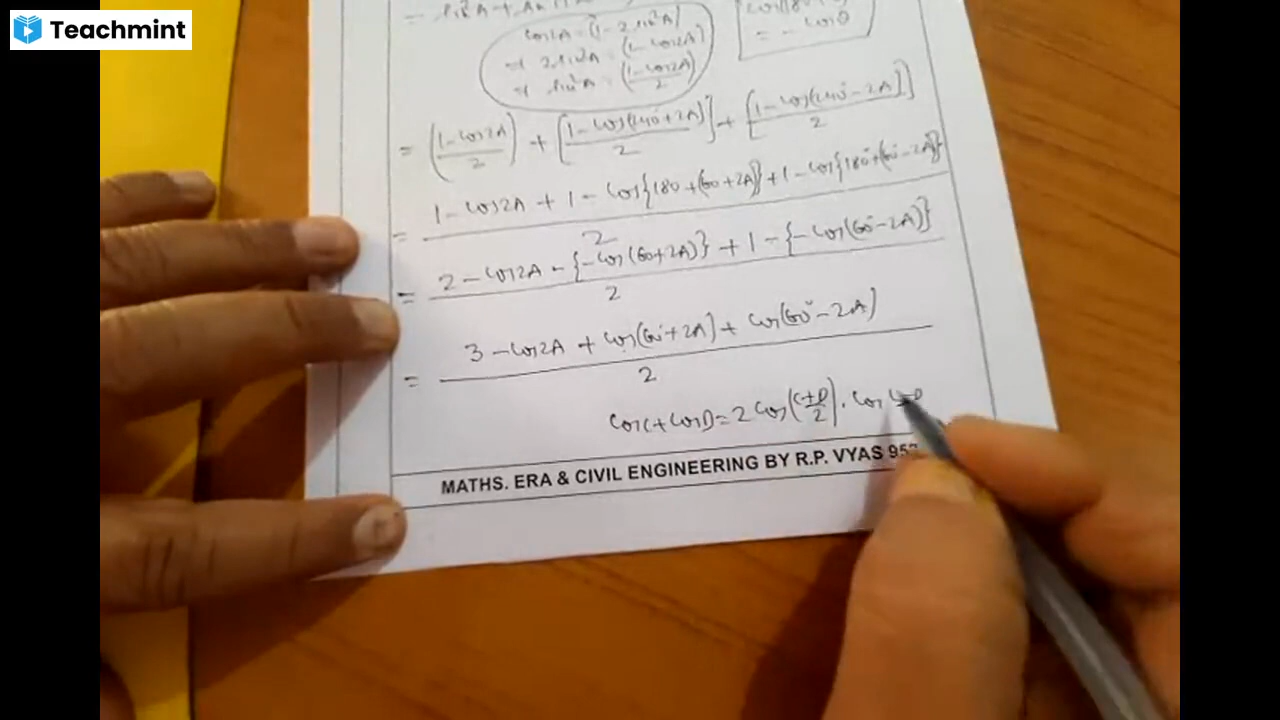 Teachmint
cos2A = (1 - 2 sin²A)
⇒ 2 sin²A = (1 - cos2A)
⇒ sin²A = (1 - cos2A)/2
= - cosθ
= (1 - cos2A)/2 + [1 - cos(240° + 2A)]/2 + [1 - cos(240° - 2A)]/2
= 1 - cos2A + 1 - cos{180 + (60 + 2A)} + 1 - cos{180° + (60° - 2A)} / 2
= 2 - cos2A - {-cos(60 + 2A)} + 1 - {-cos(60° - 2A)} / 2
= 3 - cos2A + cos(60° + 2A) + cos(60° - 2A) / 2
cosC + cosD = 2 cos(C+D/2) . cos C-D
MATHS. ERA & CIVIL ENGINEERING BY R.P. VYAS 957